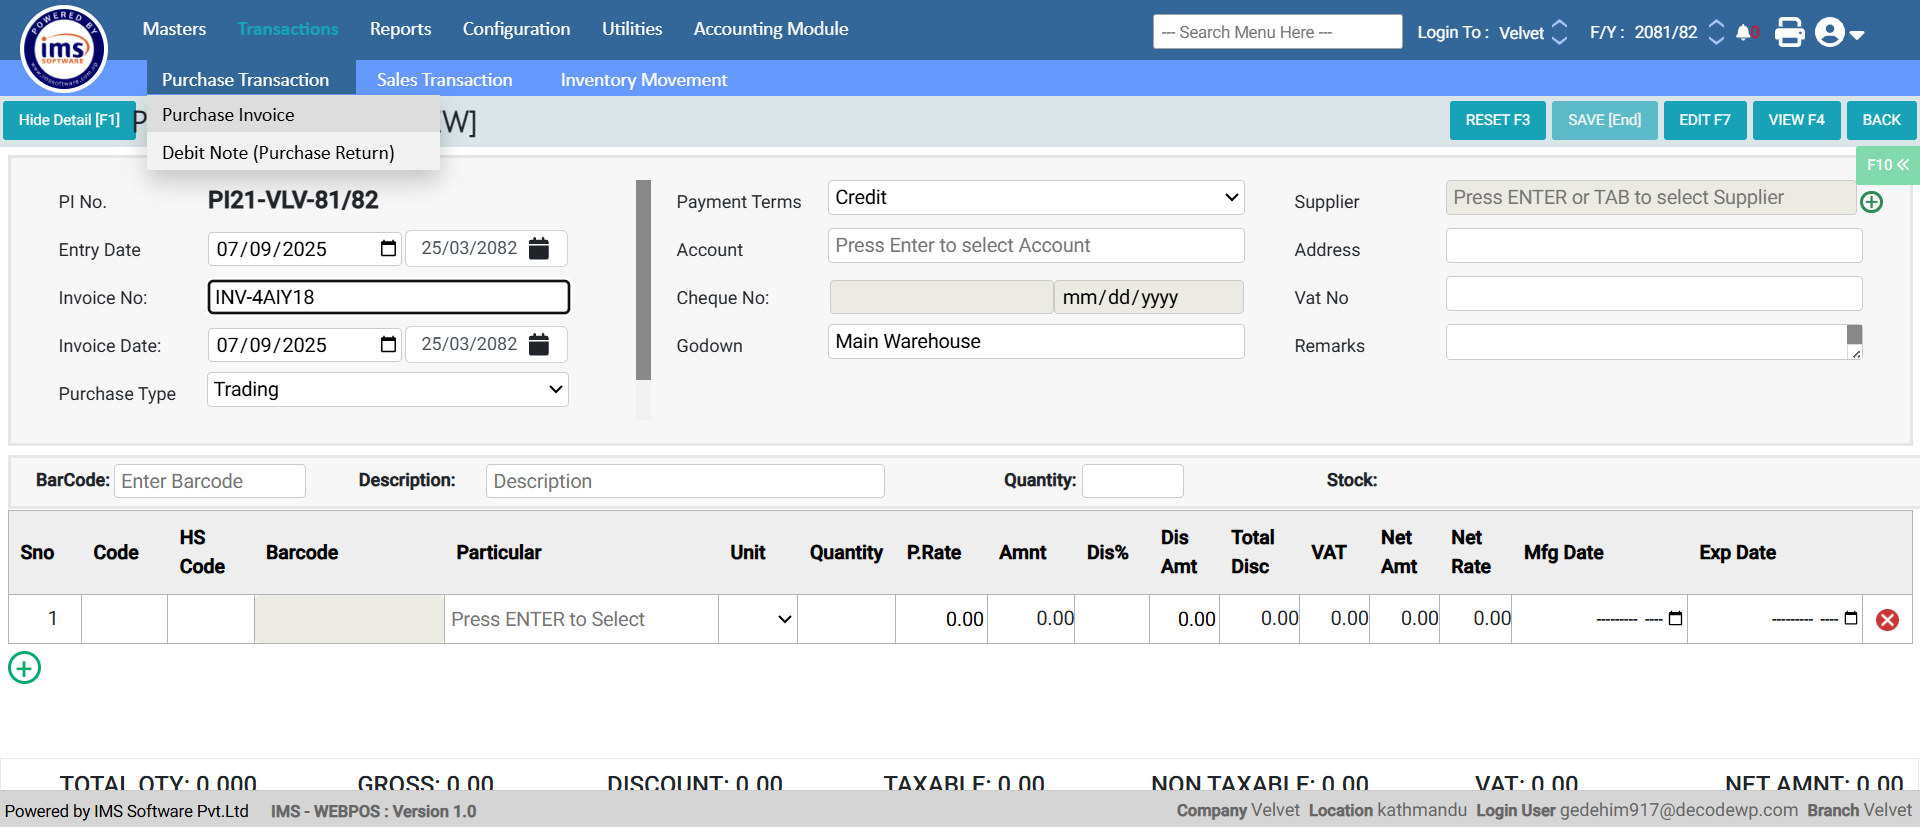 POWERED BY
ims
SOFTWARE
www.imssoftware.com.np
Masters Transactions Reports Configuration Utilities Accounting Module
--- Search Menu Here --- Login To : Velvet F/Y : 2081/82 0
Purchase Transaction Sales Transaction Inventory Movement
Purchase Invoice
Debit Note (Purchase Return)
Hide Detail [F1] P W] RESET F3 SAVE [End] EDIT F7 VIEW F4 BACK
F10
PI No. PI21-VLV-81/82 Payment Terms Credit Supplier Press ENTER or TAB to select Supplier
Entry Date 07/09/2025 25/03/2082 Account Press Enter to select Account Address
Invoice No: INV-4AIY18 Cheque No: mm/dd/yyyy Vat No
Invoice Date: 07/09/2025 25/03/2082 Godown Main Warehouse Remarks
Purchase Type Trading
BarCode: Enter Barcode Description: Description Quantity: Stock:
Sno Code HS Code Barcode Particular Unit Quantity P.Rate Amnt Dis% Dis Amt Total Disc VAT Net Amt Net Rate Mfg Date Exp Date
1 Press ENTER to Select 0.00 0.00 0.00 0.00 0.00 0.00 0.00 --------- ---- --------- ----
TOTAL QTY: 0.000 GROSS: 0.00 DISCOUNT: 0.00 TAXABLE: 0.00 NON TAXABLE: 0.00 VAT: 0.00 NET AMNT: 0.00
Powered by IMS Software Pvt.Ltd IMS - WEBPOS : Version 1.0 Company Velvet Location kathmandu Login User gedehim917@decodewp.com Branch Velvet